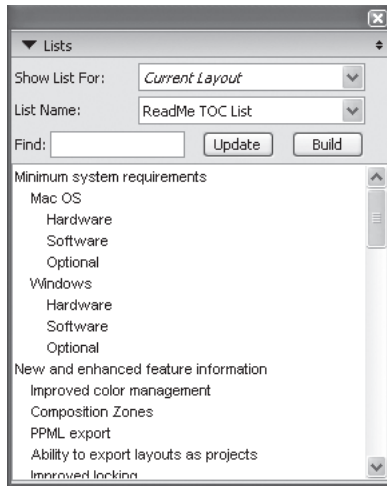 Lists
Show List For: Current Layout
List Name: ReadMe TOC List
Find: Update Build
Minimum system requirements
Mac OS
Hardware
Software
Optional
Windows
Hardware
Software
Optional
New and enhanced feature information
Improved color management
Composition Zones
PPML export
Ability to export layouts as projects
Improved locking